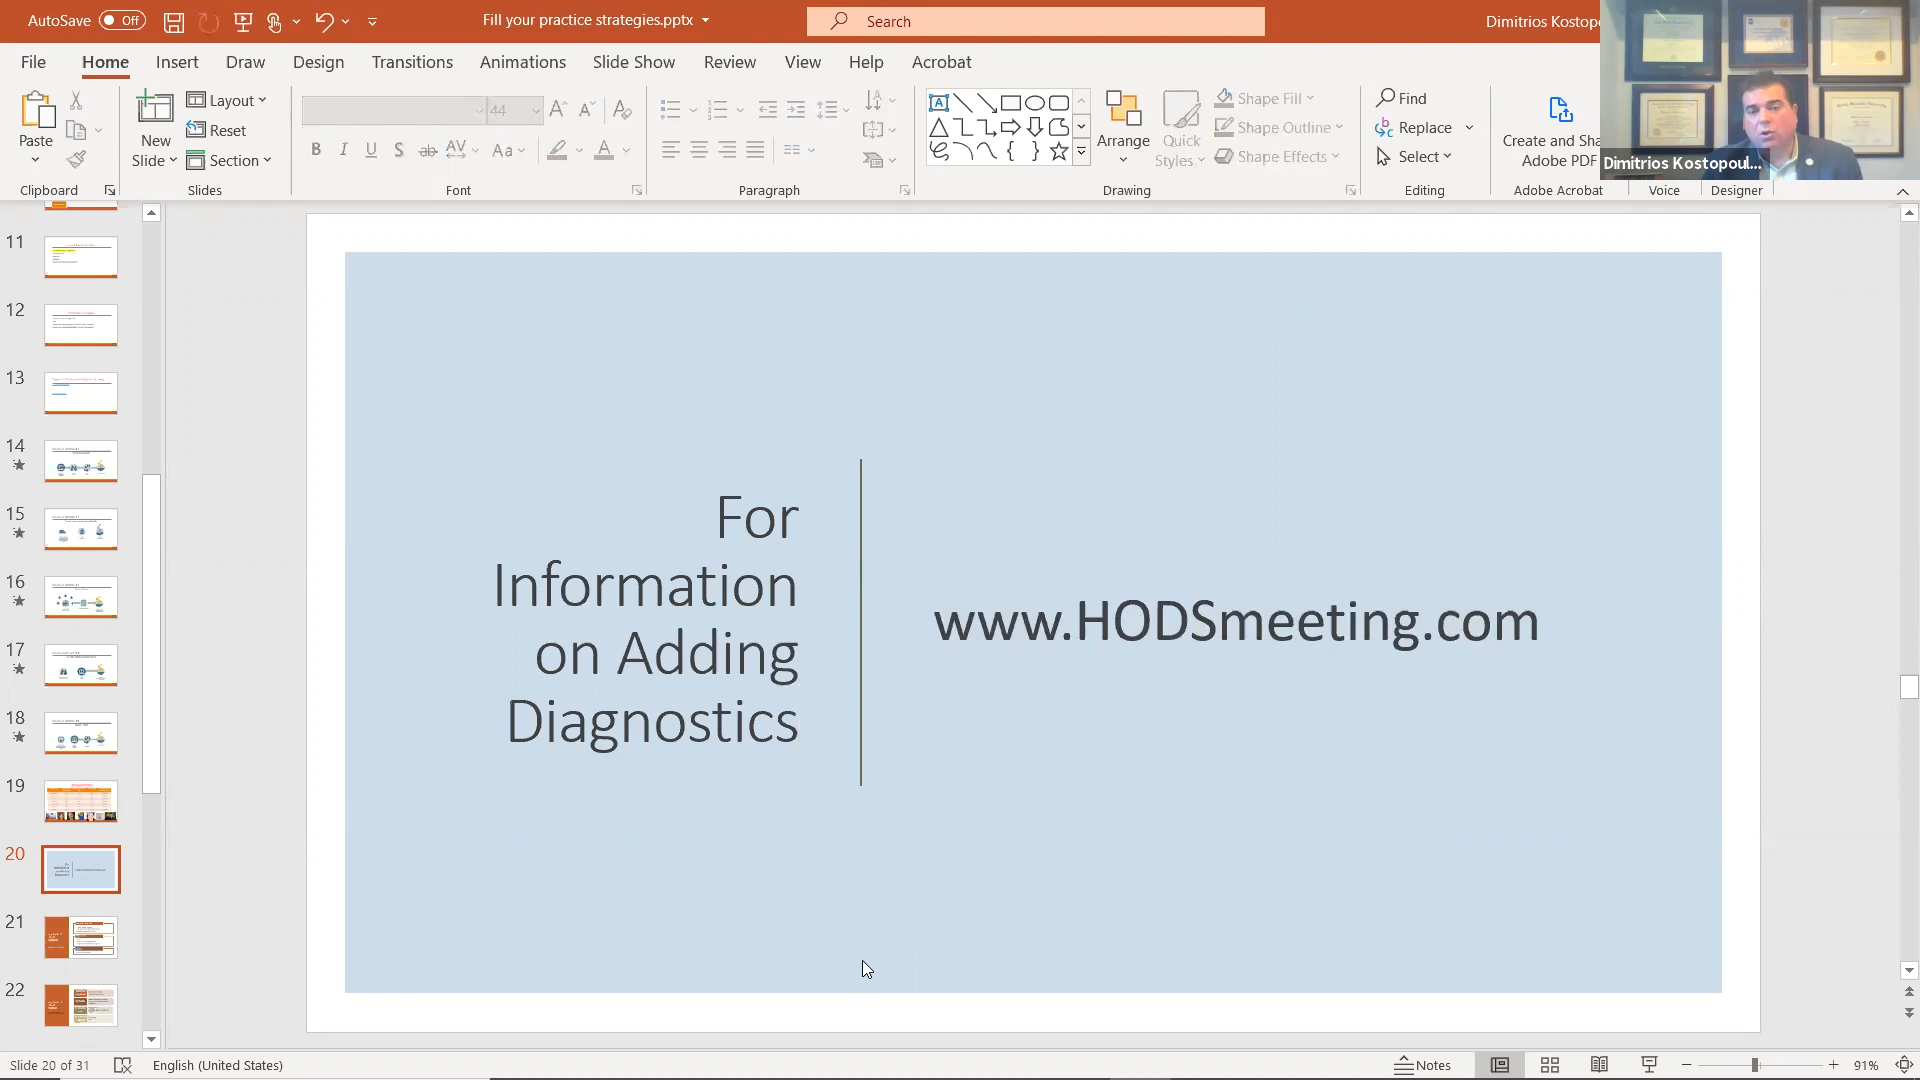 AutoSave
Off
Fill your practice strategies.pptx
Search
Dimitrios Kostop
File
Home
Insert
Draw
Design
Transitions
Animations
Slide Show
Review
View
Help
Acrobat
Paste
Clipboard
New
Slide
Layout
Reset
Section
Slides
44
B
I
U
S
ab
AV
Aa
A
Font
Paragraph
A
Arrange
Quick
Styles
Shape Fill
Shape Outline
Shape Effects
Drawing
Find
Replace
Select
Editing
Create and Sha
Adobe PDF
Adobe Acrobat
Voice
Designer
Dimitrios Kostopoul...
11
12
13
14
15
16
17
18
19
20
21
22
For
Information
on Adding
Diagnostics
www.HODSmeeting.com
Slide 20 of 31
English (United States)
Notes
91%